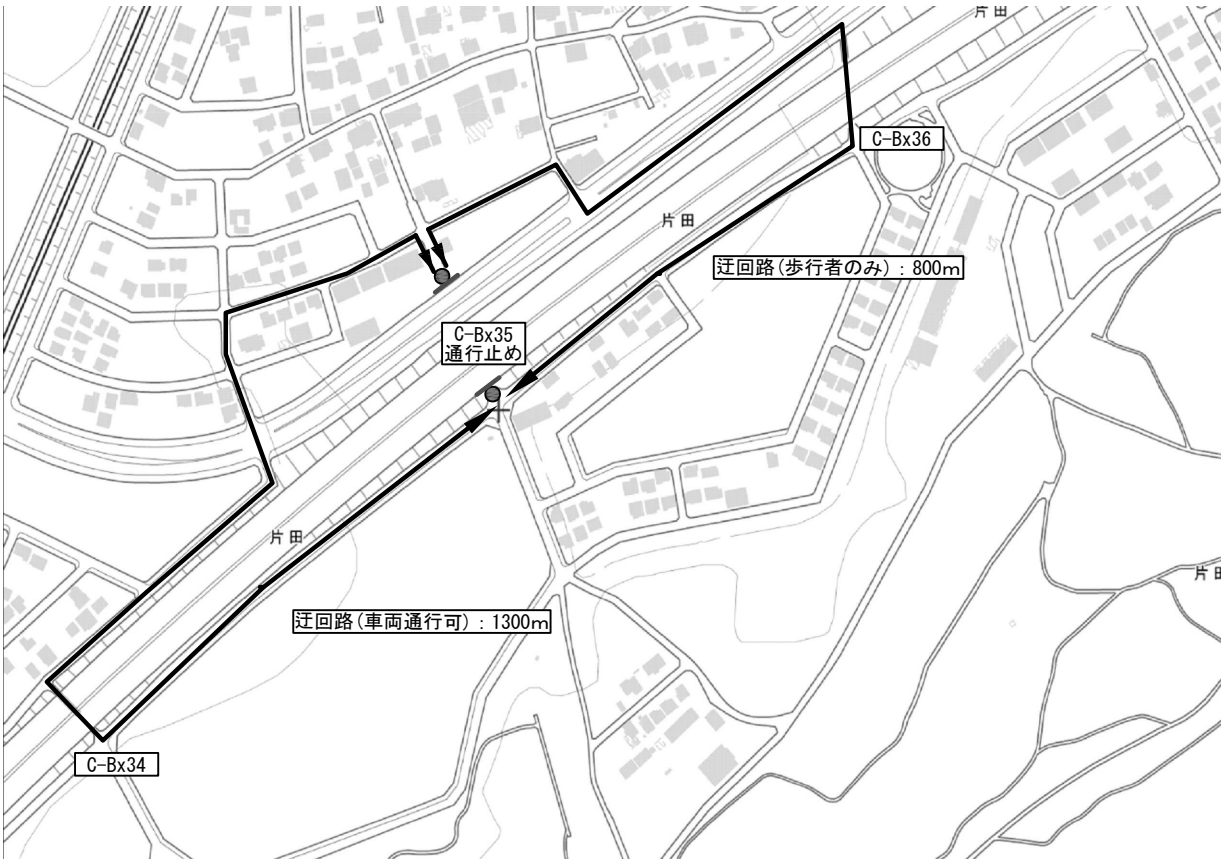 片田
C-Bx36
片田
迂回路(歩行者のみ):800m
C-Bx35
通行止め
片田
片田
迂回路(車両通行可):1300m
C-Bx34